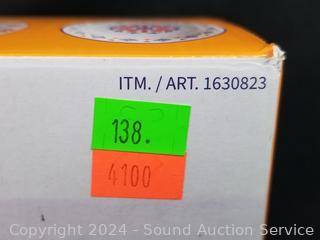 ITM. / ART. 1630823
138.
4100
Copyright 2024 - Sound Auction Service